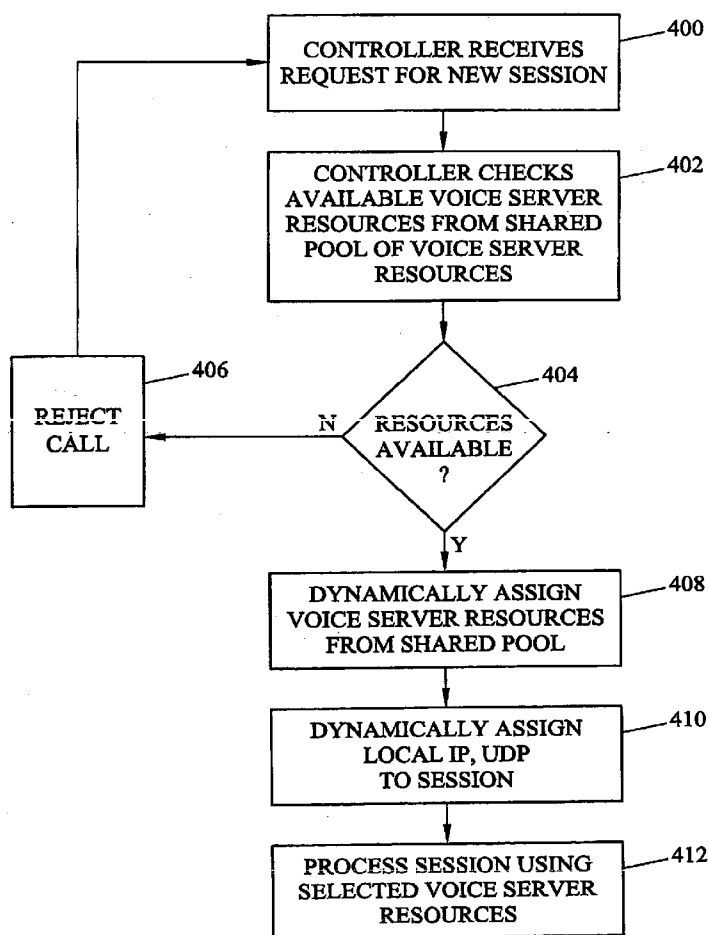 CONTROLLER RECEIVES
REQUEST FOR NEW SESSION
400
CONTROLLER CHECKS
AVAILABLE VOICE SERVER
RESOURCES FROM SHARED
POOL OF VOICE SERVER
RESOURCES
402
REJECT
CALL
406
N
RESOURCES
AVAILABLE
?
404
Y
DYNAMICALLY ASSIGN
VOICE SERVER RESOURCES
FROM SHARED POOL
408
DYNAMICALLY ASSIGN
LOCAL IP, UDP
TO SESSION
410
PROCESS SESSION USING
SELECTED VOICE SERVER
RESOURCES
412